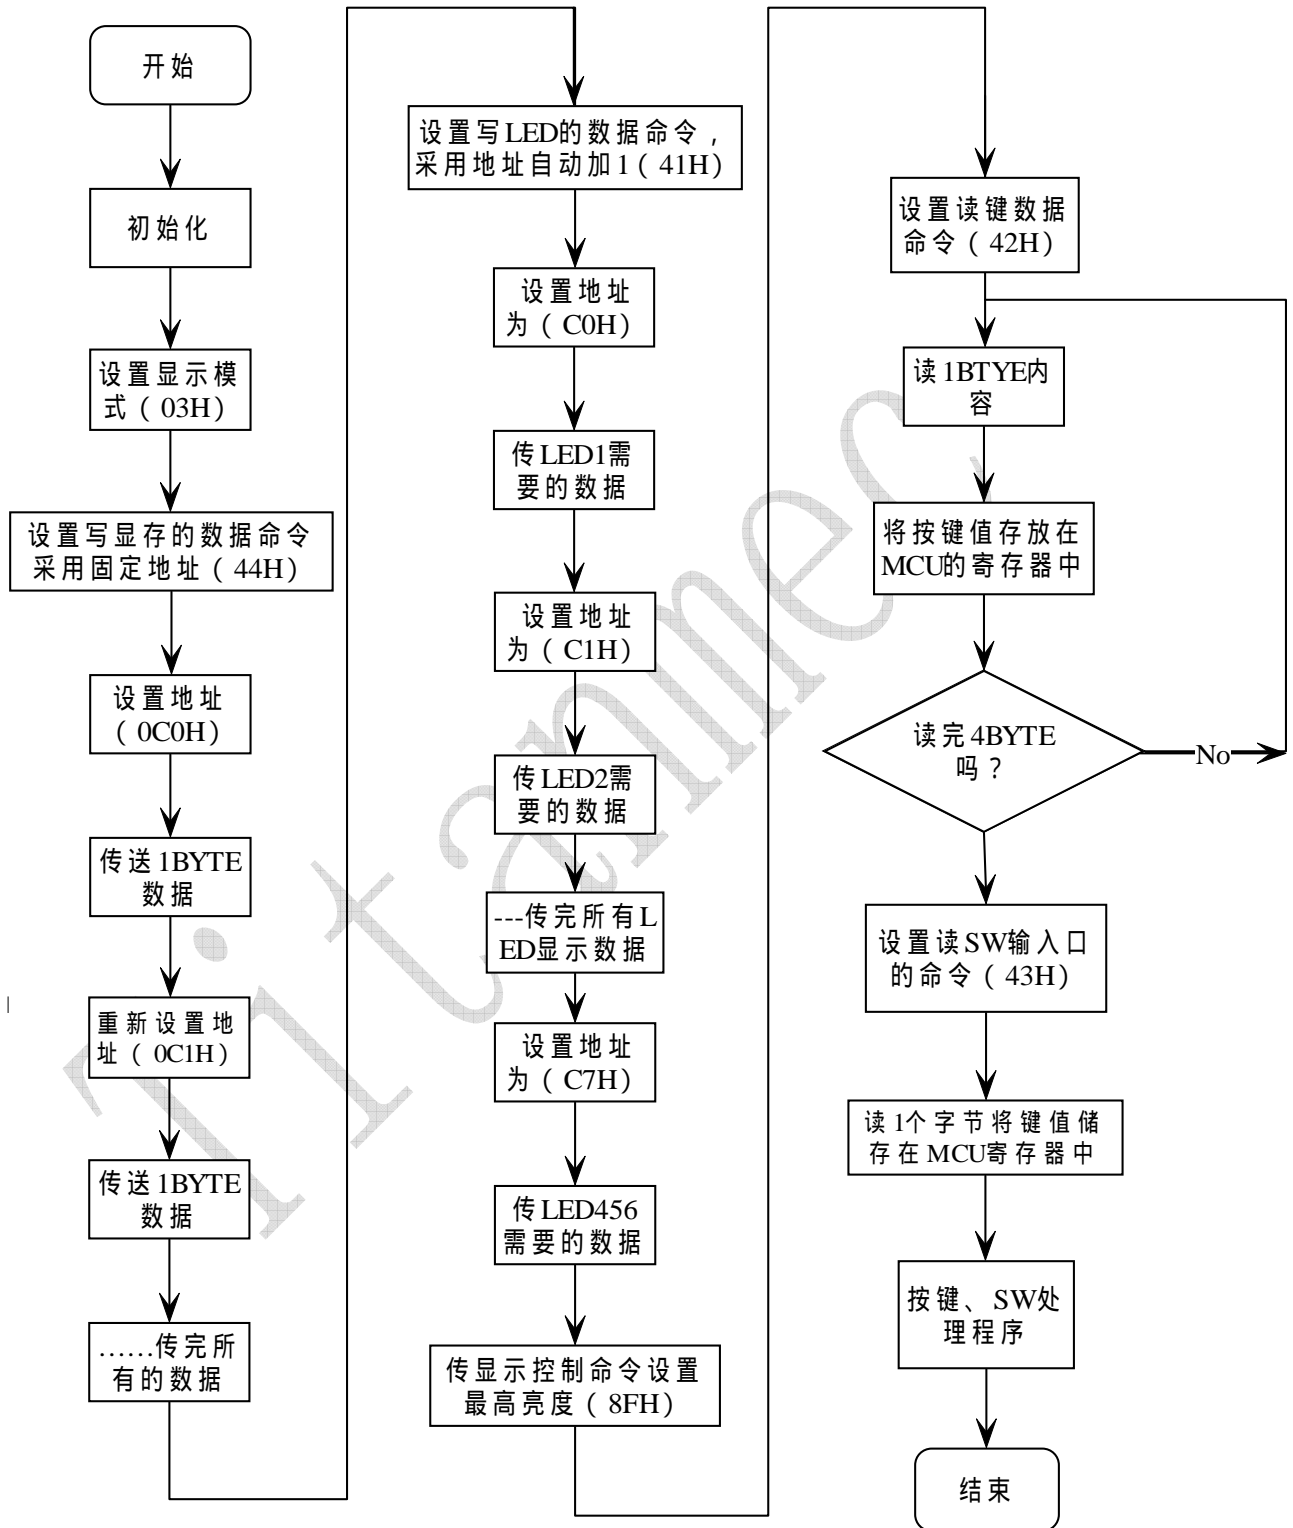 开始
初始化
设置显示模
式（03H）
设置写显存的数据命令
采用固定地址（44H）
设置地址
（0C0H）
传送1BYTE
数据
重新设置地
址（0C1H）
传送1BYTE
数据
……传完所
有的数据
设置写LED的数据命令，
采用地址自动加1（41H）
设置地址
为（C0H）
传LED1需
要的数据
设置地址
为（C1H）
传LED2需
要的数据
---传完所有L
ED显示数据
设置地址
为（C7H）
传LED456
需要的数据
传显示控制命令设置
最高亮度（8FH）
设置读键数据
命令（42H）
读1BTYE内
容
将按键值存放在
MCU的寄存器中
读完4BYTE
吗？
No
设置读SW输入口
的命令（43H）
读1个字节将键值储
存在MCU寄存器中
按键、SW处
理程序
结束
Titanmec